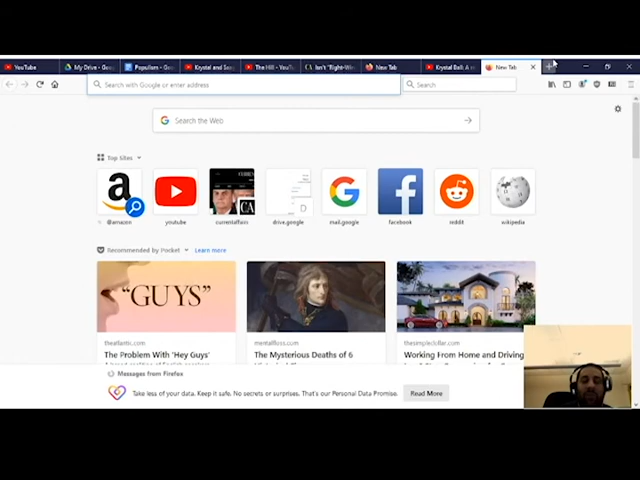 YouTube
My Drive - Goo
Populism - Go
Krystal and Saag
The Hill - YouTu
Isn't "Right-Win
New Tab
Krystal Ball: A n
New Tab
Search with Google or enter address
Search
Search the Web
Top Sites
@amazon
youtube
currentaffairs
drive.google
mail.google
facebook
reddit
wikipedia
Recommended by Pocket
Learn more
"GUYS"
theatlantic.com
mentalfloss.com
thesimpledollar.com
The Problem With 'Hey Guys'
The Mysterious Deaths of 6
Working From Home and Driving
Messages from Firefox
Take less of your data. Keep it safe. No secrets or surprises. That's our Personal Data Promise.
Read More